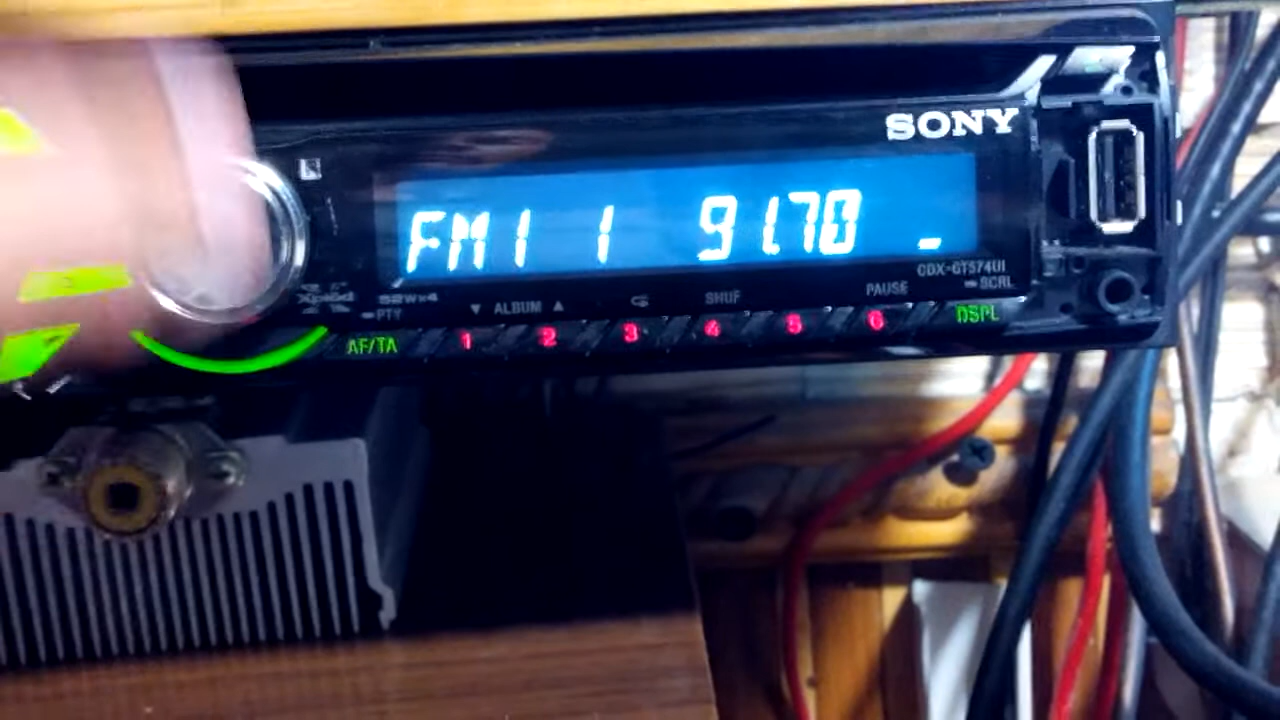 SONY
FM1 1 91.70
CDX-GT574UI
SCRL
Xplod
52W×4
PTY
▼ ALBUM ▲
SHUF
PAUSE
AF/TA 1 2 3 4 5 6 DSPL